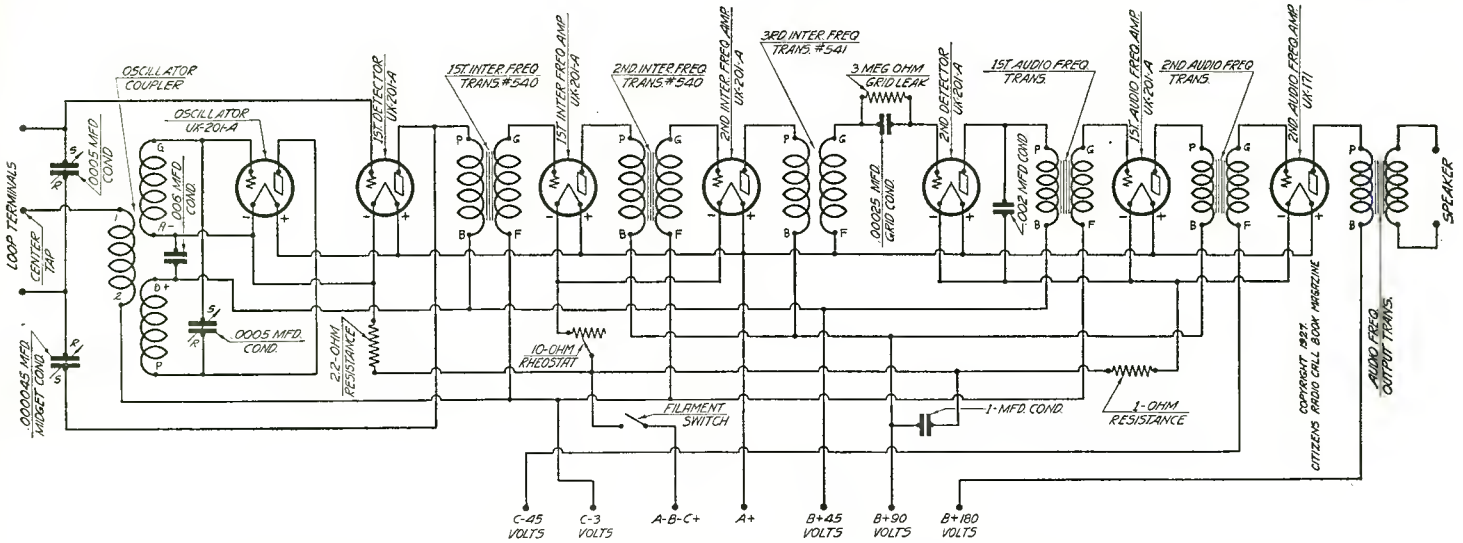 LOOP TERMINALS
CENTER
TAP
.0005 MFD.
COND
S
R
.000045 MFD.
MIDGET COND.
R
S
OSCILLATOR
COUPLER
1
2
OSCILLATOR
UX-201-A
G
A-
.006 MFD
COND.
B+
P
S
R
.0005 MFD.
COND.
-
+
1ST DETECTOR
UX-201-A
-
+
2.2-OHM
RESISTANCE
1ST INTER. FREQ
TRANS. #540
P
G
B
F
1ST INTER FREQ AMP
UX-201-A
-
+
10-OHM
RHEOSTAT
FILAMENT
SWITCH
2ND. INTER. FREQ
TRANS. #540
P
G
B
F
2ND INTER FREQ AMP
UX-201-A
-
+
3RD INTER. FREQ
TRANS. #541
P
G
B
F
3 MEG OHM
GRID LEAK
.00025 MFD.
GRID COND.
2ND DETECTOR
UX-201-A
-
+
.002 MFD COND
1ST AUDIO FREQ
TRANS.
P
G
B
F
1ST AUDIO FREQ. AMP
UX-201-A
-
+
2ND AUDIO FREQ
TRANS.
P
G
B
F
2ND. AUDIO FREQ. AMP
UX-171
-
+
P
B
AUDIO FREQ
OUTPUT TRANS.
SPEAKER
1-MFD. COND.
1-OHM
RESISTANCE
COPYRIGHT 1927.
CITIZENS RADIO CALL BOOK MAGAZINE
C-45
VOLTS
C-3
VOLTS
A-B-C+
A+
B+45
VOLTS
B+90
VOLTS
B+180
VOLTS